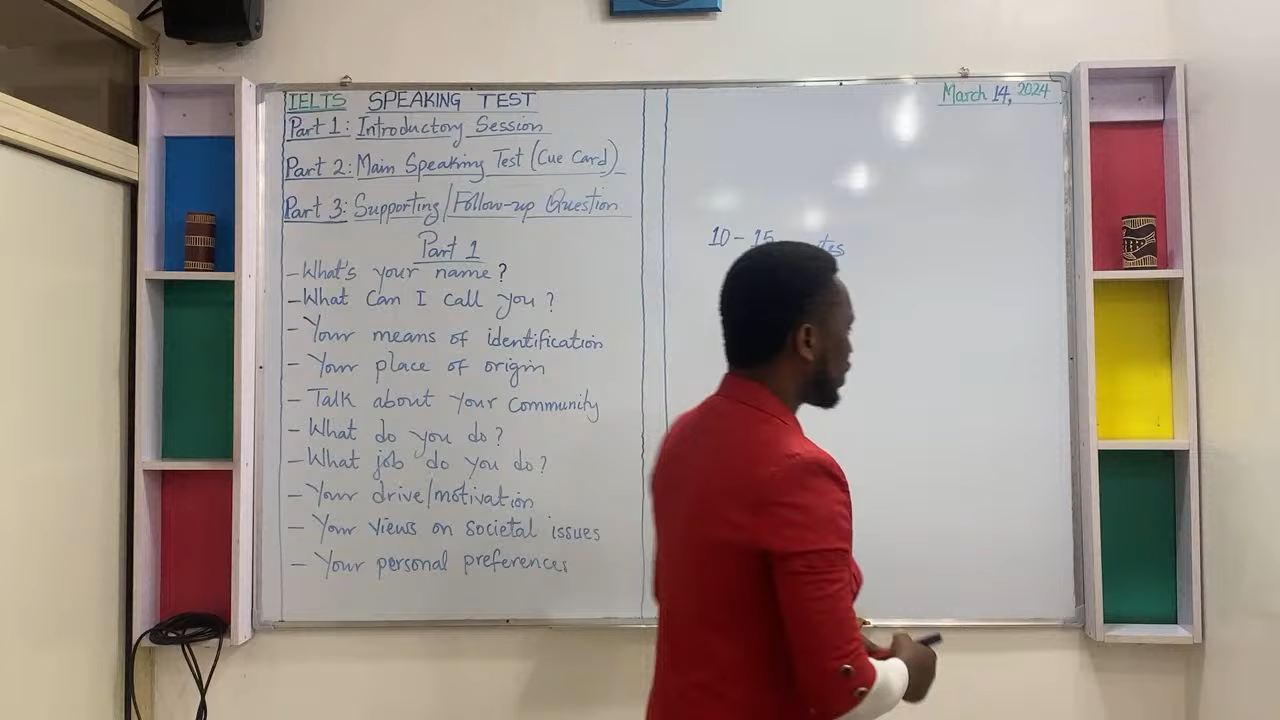 IELTS SPEAKING TEST
Part 1: Introductory Session
Part 2: Main Speaking Test (Cue Card)
Part 3: Supporting/Follow-up Question
Part 1
- What's your name?
- What can I call you?
- Your means of identification
- Your place of origin
- Talk about your community
- What do you do?
- What job do you do?
- Your drive/motivation
- Your views on societal issues
- Your personal preferences
March 14, 2024
10 - 15